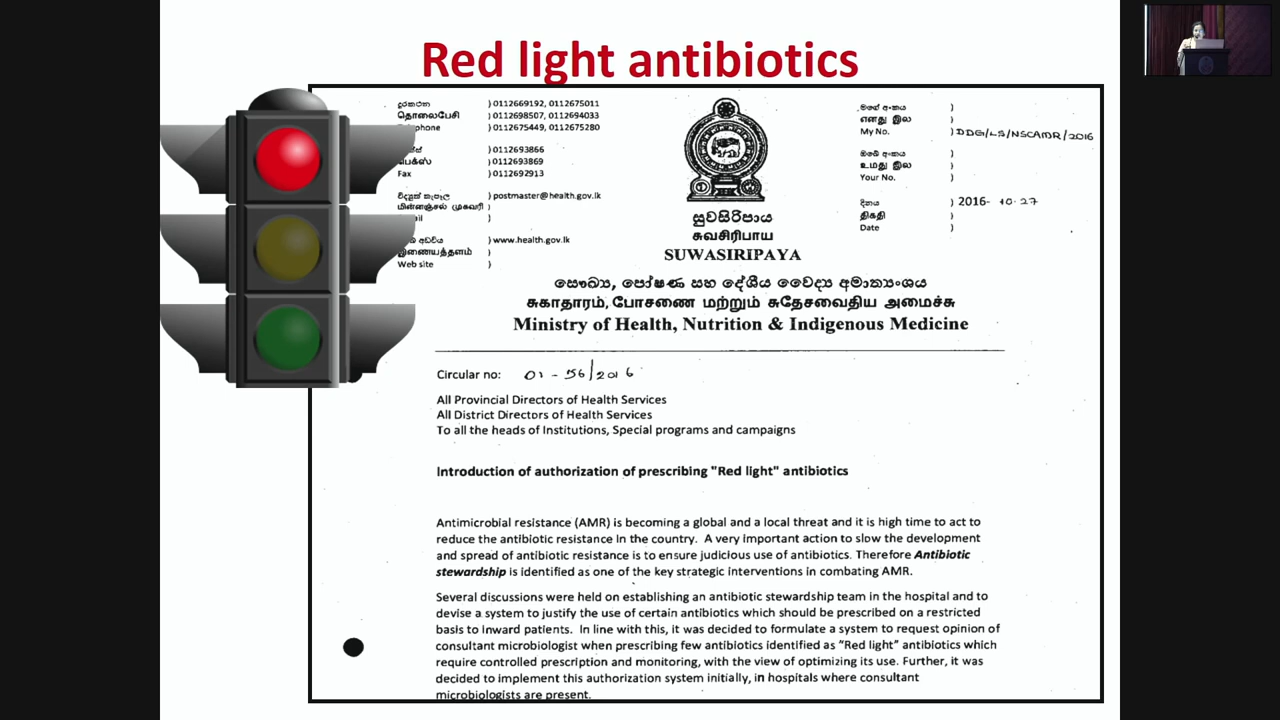 Red light antibiotics
දුරකථන ) 0112669192, 0112675011
தொலைபேசி ) 0112698507, 0112694033
phone ) 0112675449, 0112675280
) 0112693866
பெக்ஸ் ) 0112693869
Fax ) 0112692913
විද්‍යුත් තැපෑල ) postmaster@health.gov.lk
மின்னஞ்சல் முகவரி )
)
අඩවිය ) www.health.gov.lk
இணையத்தளம் )
Web site )
සුවසිරිපාය
சுவசிரிபாய
SUWASIRIPAYA
මගේ අංකය )
எனது இல )
My No. ) DDG/LS/NSCAMR/2016
ඔබේ අංකය )
உமது இல )
Your No. )
දිනය ) 2016-10-27
திகதி )
Date )
සෞඛ්‍ය, පෝෂණ සහ දේශීය වෛද්‍ය අමාත්‍යංශය
சுகாதாரம், போசணை மற்றும் சுதேசவைதிய அமைச்சு
Ministry of Health, Nutrition & Indigenous Medicine
Circular no: 01 - 56/2016
All Provincial Directors of Health Services
All District Directors of Health Services
To all the heads of Institutions, Special programs and campaigns
Introduction of authorization of prescribing "Red light" antibiotics
Antimicrobial resistance (AMR) is becoming a global and a local threat and it is high time to act to
reduce the antibiotic resistance in the country. A very important action to slow the development
and spread of antibiotic resistance is to ensure judicious use of antibiotics. Therefore Antibiotic
stewardship is identified as one of the key strategic interventions in combating AMR.
Several discussions were held on establishing an antibiotic stewardship team in the hospital and to
devise a system to justify the use of certain antibiotics which should be prescribed on a restricted
basis to inward patients. In line with this, it was decided to formulate a system to request opinion of
consultant microbiologist when prescribing few antibiotics identified as "Red light" antibiotics which
require controlled prescription and monitoring, with the view of optimizing its use. Further, it was
decided to implement this authorization system initially, in hospitals where consultant
microbiologists are present.